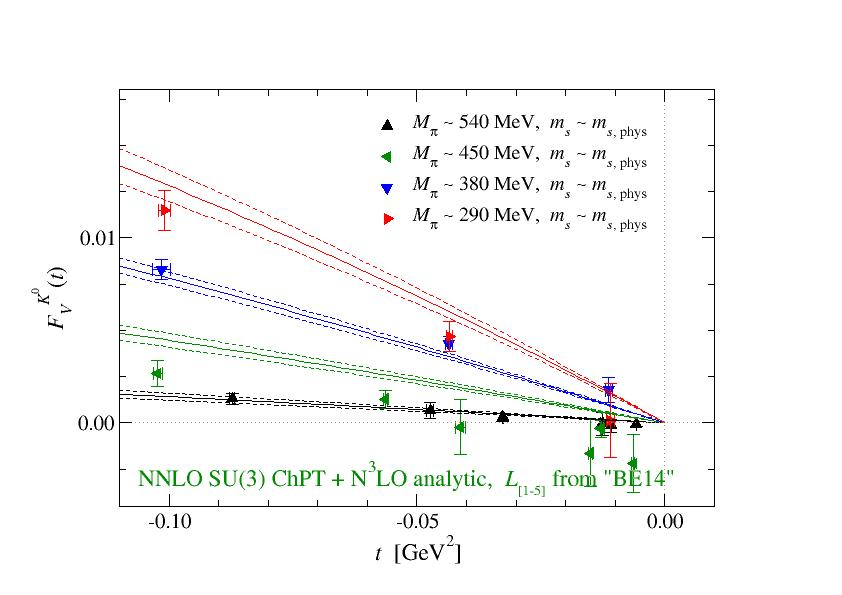 M_π ~ 540 MeV, m_s ~ m_s, phys
M_π ~ 450 MeV, m_s ~ m_s, phys
M_π ~ 380 MeV, m_s ~ m_s, phys
M_π ~ 290 MeV, m_s ~ m_s, phys
0.01
F_V^{K^0}(t)
0.00
NNLO SU(3) ChPT + N^3LO analytic, L_[1-5] from "BE14"
-0.10 -0.05 0.00
t [GeV^2]